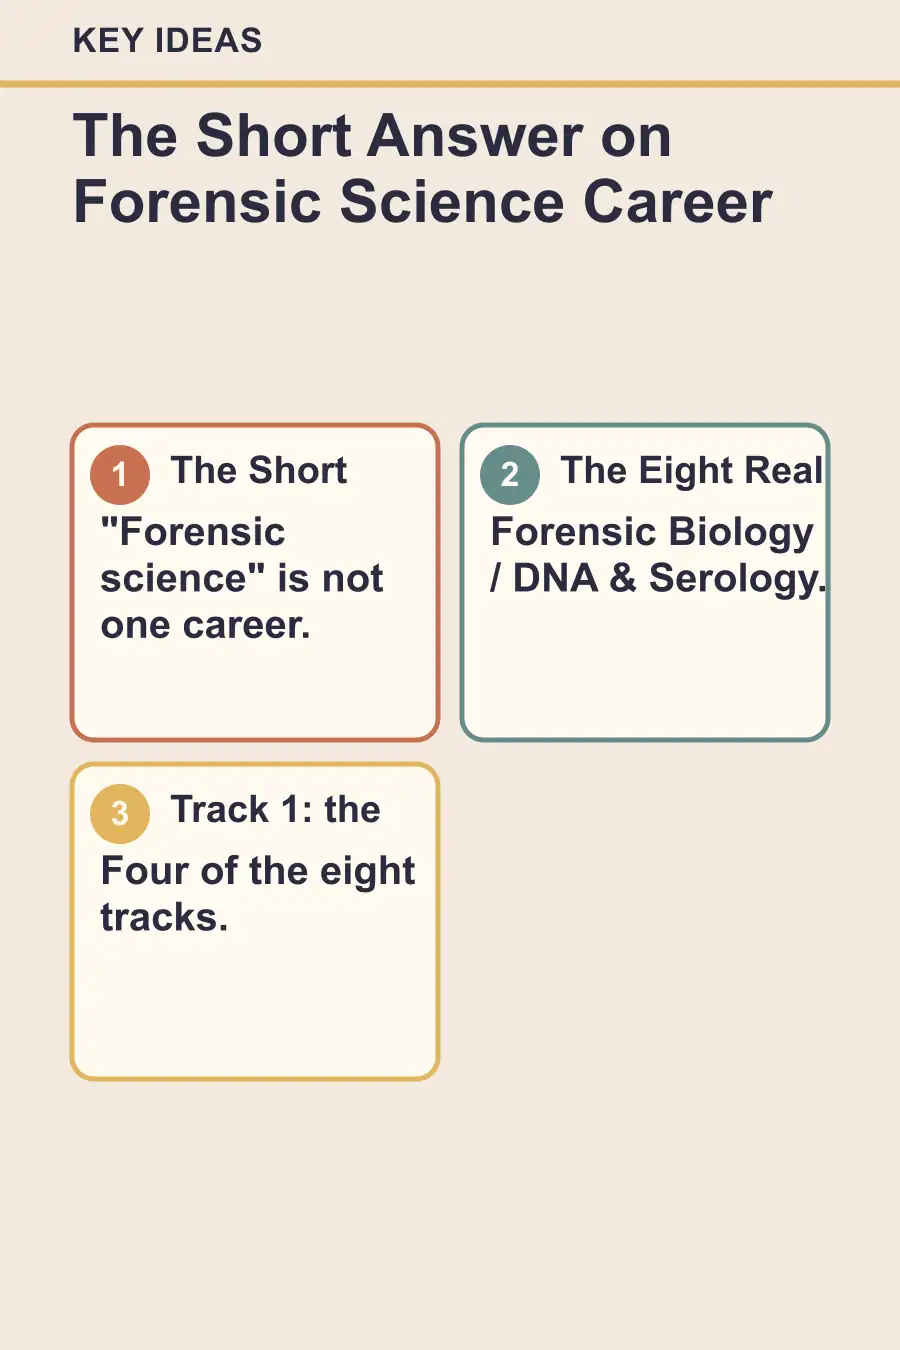 KEY IDEAS
The Short Answer on
Forensic Science Career
1 The Short
"Forensic
science" is not
one career.
2 The Eight Real
Forensic Biology
/ DNA & Serology.
3 Track 1: the
Four of the eight
tracks.